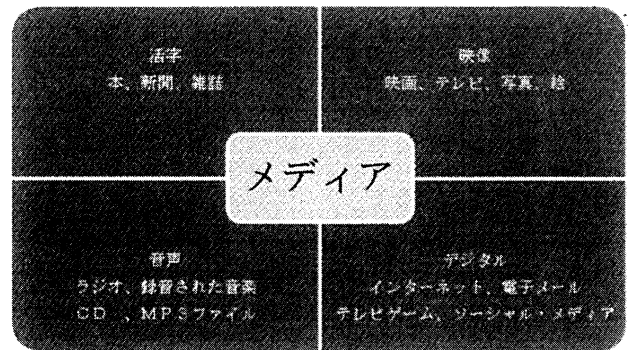 活字
本、新聞、雑誌
映像
映画、テレビ、写真、絵
メディア
音声
ラジオ、録音された音楽
CD 、MP3ファイル
デジタル
インターネット、電子メール
テレビゲーム、ソーシャル・メディア